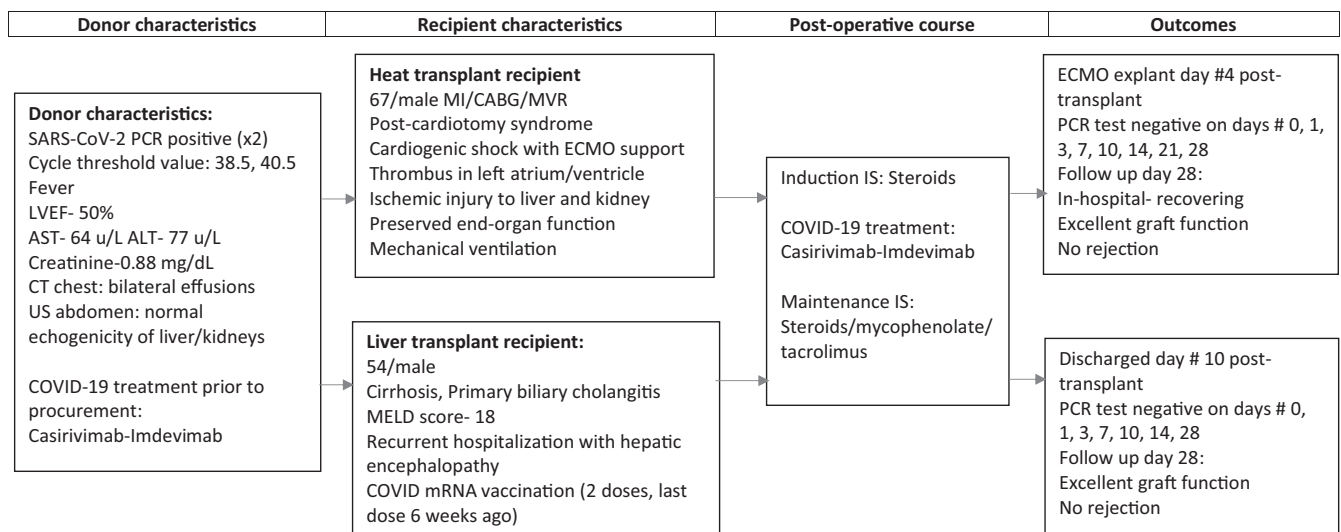 Donor characteristics
Recipient characteristics
Post-operative course
Outcomes
Donor characteristics:
SARS-CoV-2 PCR positive (x2)
Cycle threshold value: 38.5, 40.5
Fever
LVEF- 50%
AST- 64 u/L ALT- 77 u/L
Creatinine-0.88 mg/dL
CT chest: bilateral effusions
US abdomen: normal
echogenicity of liver/kidneys
COVID-19 treatment prior to
procurement:
Casirivimab-Imdevimab
Heat transplant recipient
67/male MI/CABG/MVR
Post-cardiotomy syndrome
Cardiogenic shock with ECMO support
Thrombus in left atrium/ventricle
Ischemic injury to liver and kidney
Preserved end-organ function
Mechanical ventilation
Liver transplant recipient:
54/male
Cirrhosis, Primary biliary cholangitis
MELD score- 18
Recurrent hospitalization with hepatic
encephalopathy
COVID mRNA vaccination (2 doses, last
dose 6 weeks ago)
Induction IS: Steroids
COVID-19 treatment:
Casirivimab-Imdevimab
Maintenance IS:
Steroids/mycophenolate/
tacrolimus
ECMO explant day #4 post-
transplant
PCR test negative on days # 0, 1,
3, 7, 10, 14, 21, 28
Follow up day 28:
In-hospital- recovering
Excellent graft function
No rejection
Discharged day # 10 post-
transplant
PCR test negative on days # 0,
1, 3, 7, 10, 14, 28
Follow up day 28:
Excellent graft function
No rejection